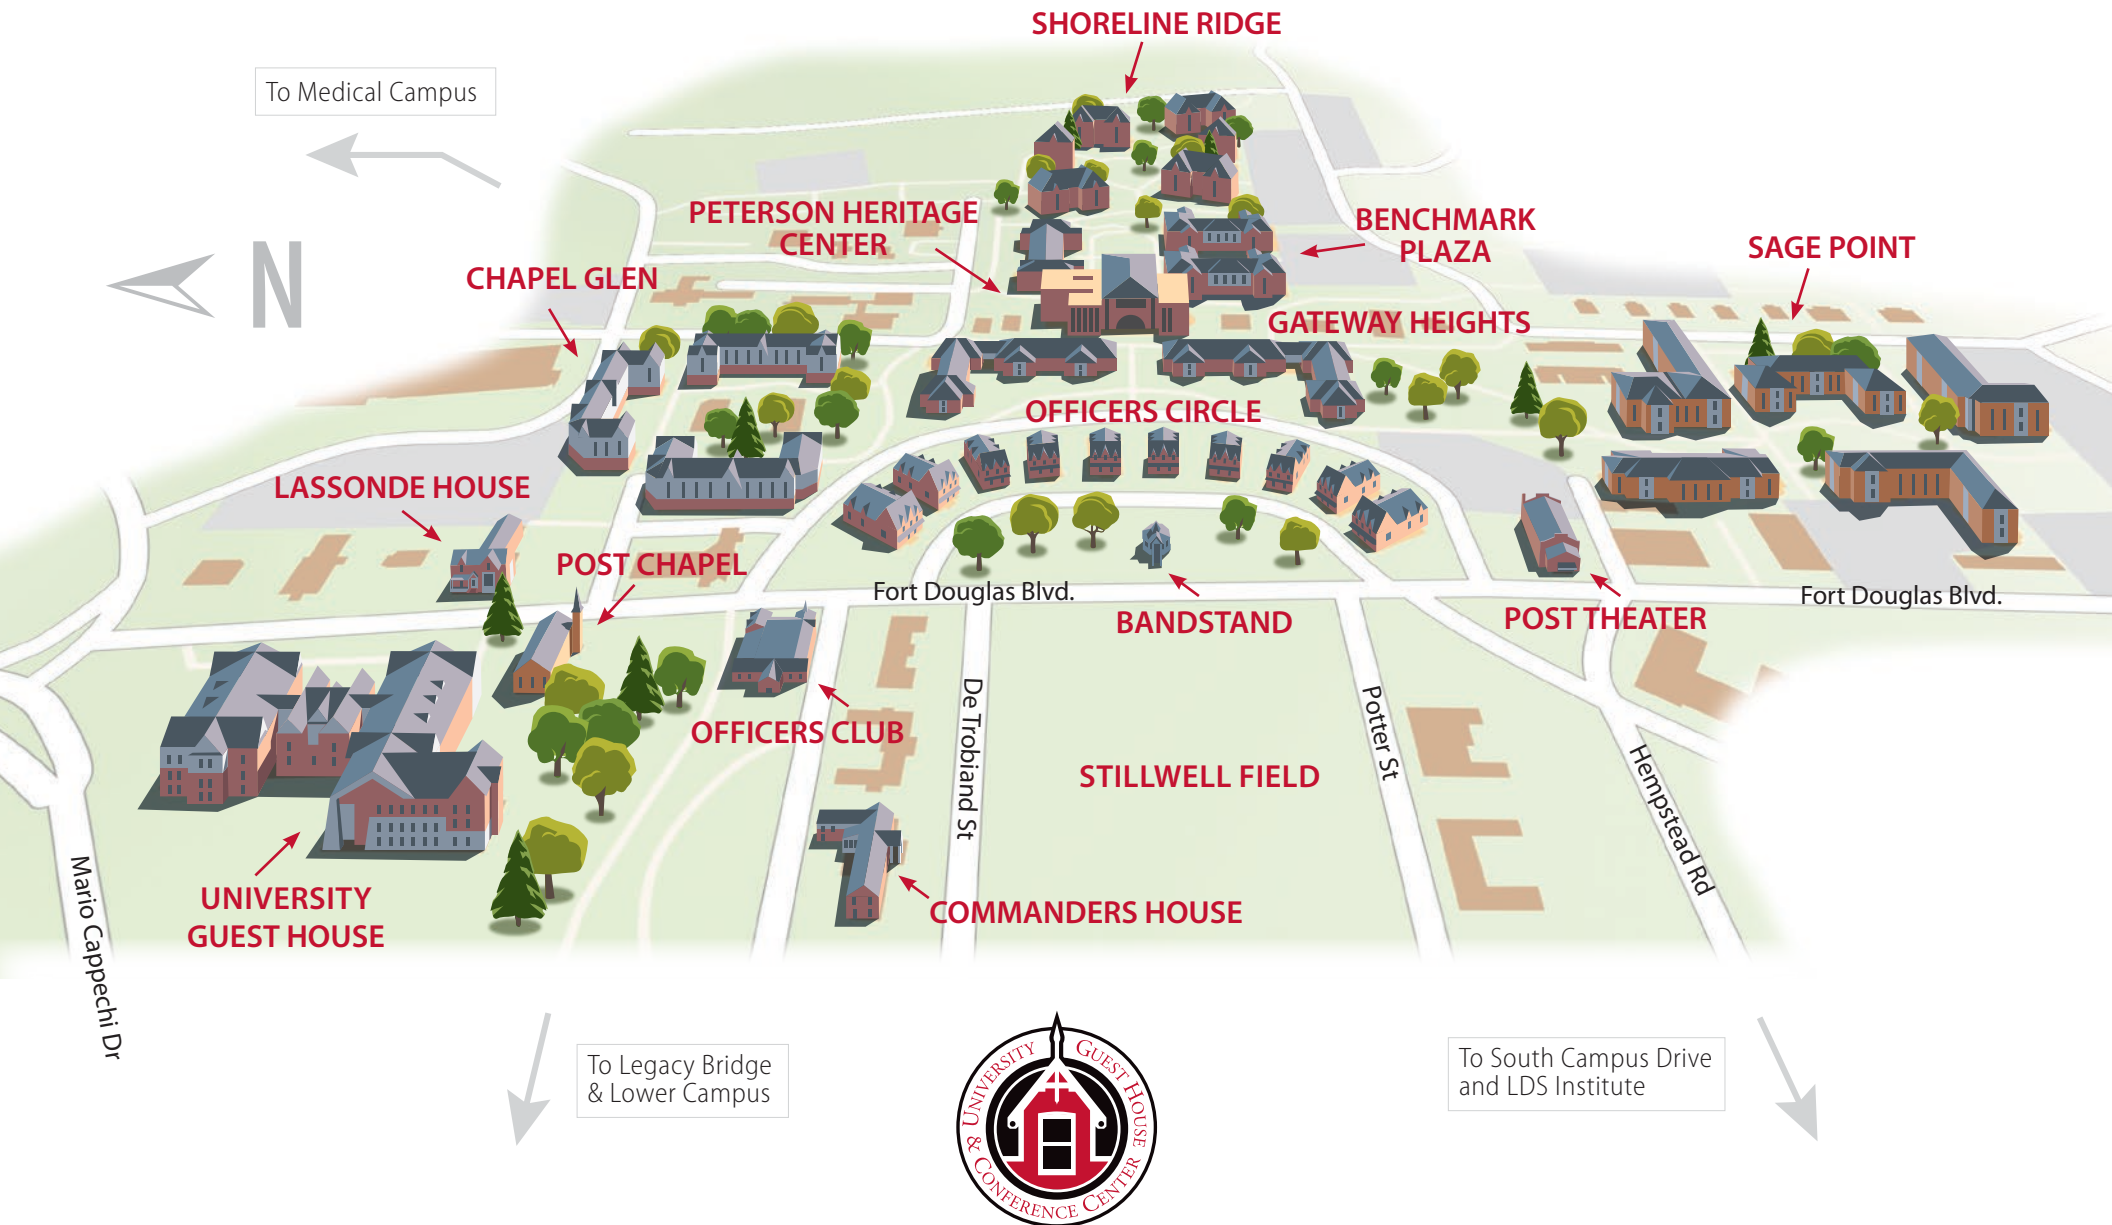 SHORELINE RIDGE
To Medical Campus
PETERSON HERITAGE
CENTER
BENCHMARK
PLAZA
SAGE POINT
N
CHAPEL GLEN
GATEWAY HEIGHTS
OFFICERS CIRCLE
LASSONDE HOUSE
POST CHAPEL
Fort Douglas Blvd.
BANDSTAND
POST THEATER
Fort Douglas Blvd.
OFFICERS CLUB
De Trobiand St
STILLWELL FIELD
Potter St
Hempstead Rd
Mario Cappechi Dr
UNIVERSITY
GUEST HOUSE
COMMANDERS HOUSE
To Legacy Bridge
& Lower Campus
UNIVERSITY GUEST HOUSE
& CONFERENCE CENTER
To South Campus Drive
and LDS Institute